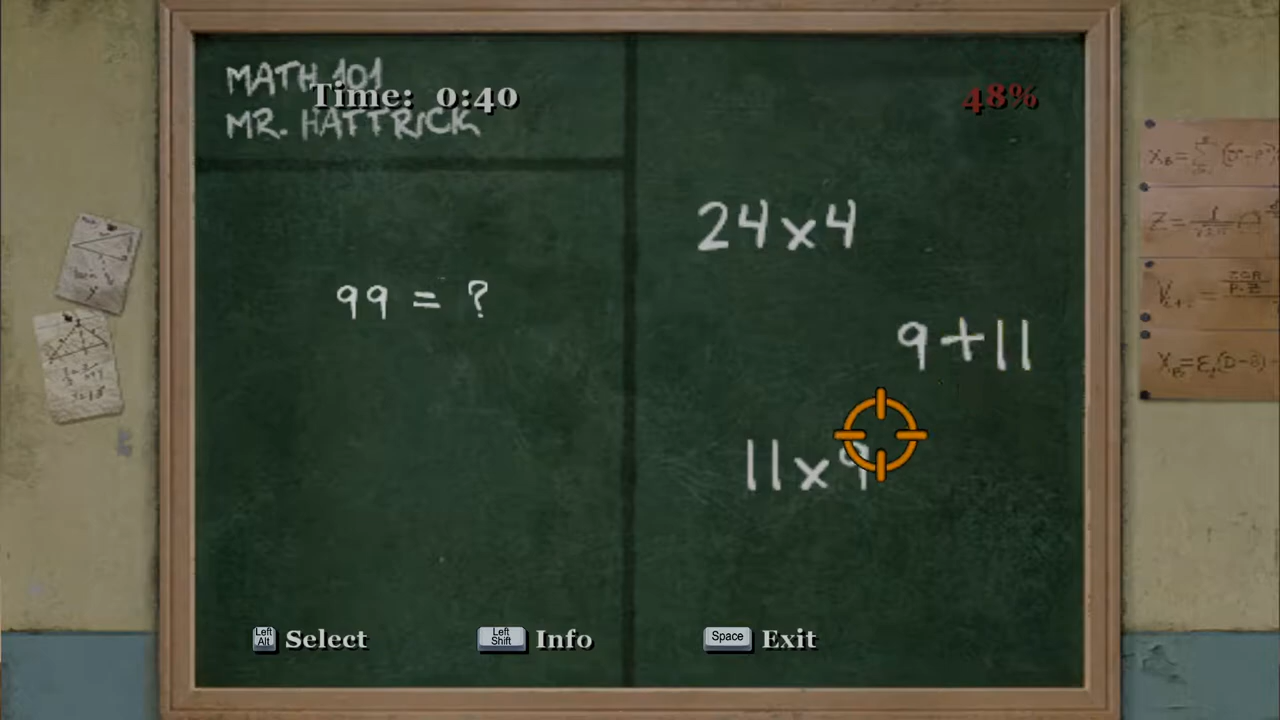 MATH 101
Time: 0:40
48%
MR. HATTRICK
24x4
99 = ?
9+11
11x9
Left Alt Select
Left Shift Info
Space Exit